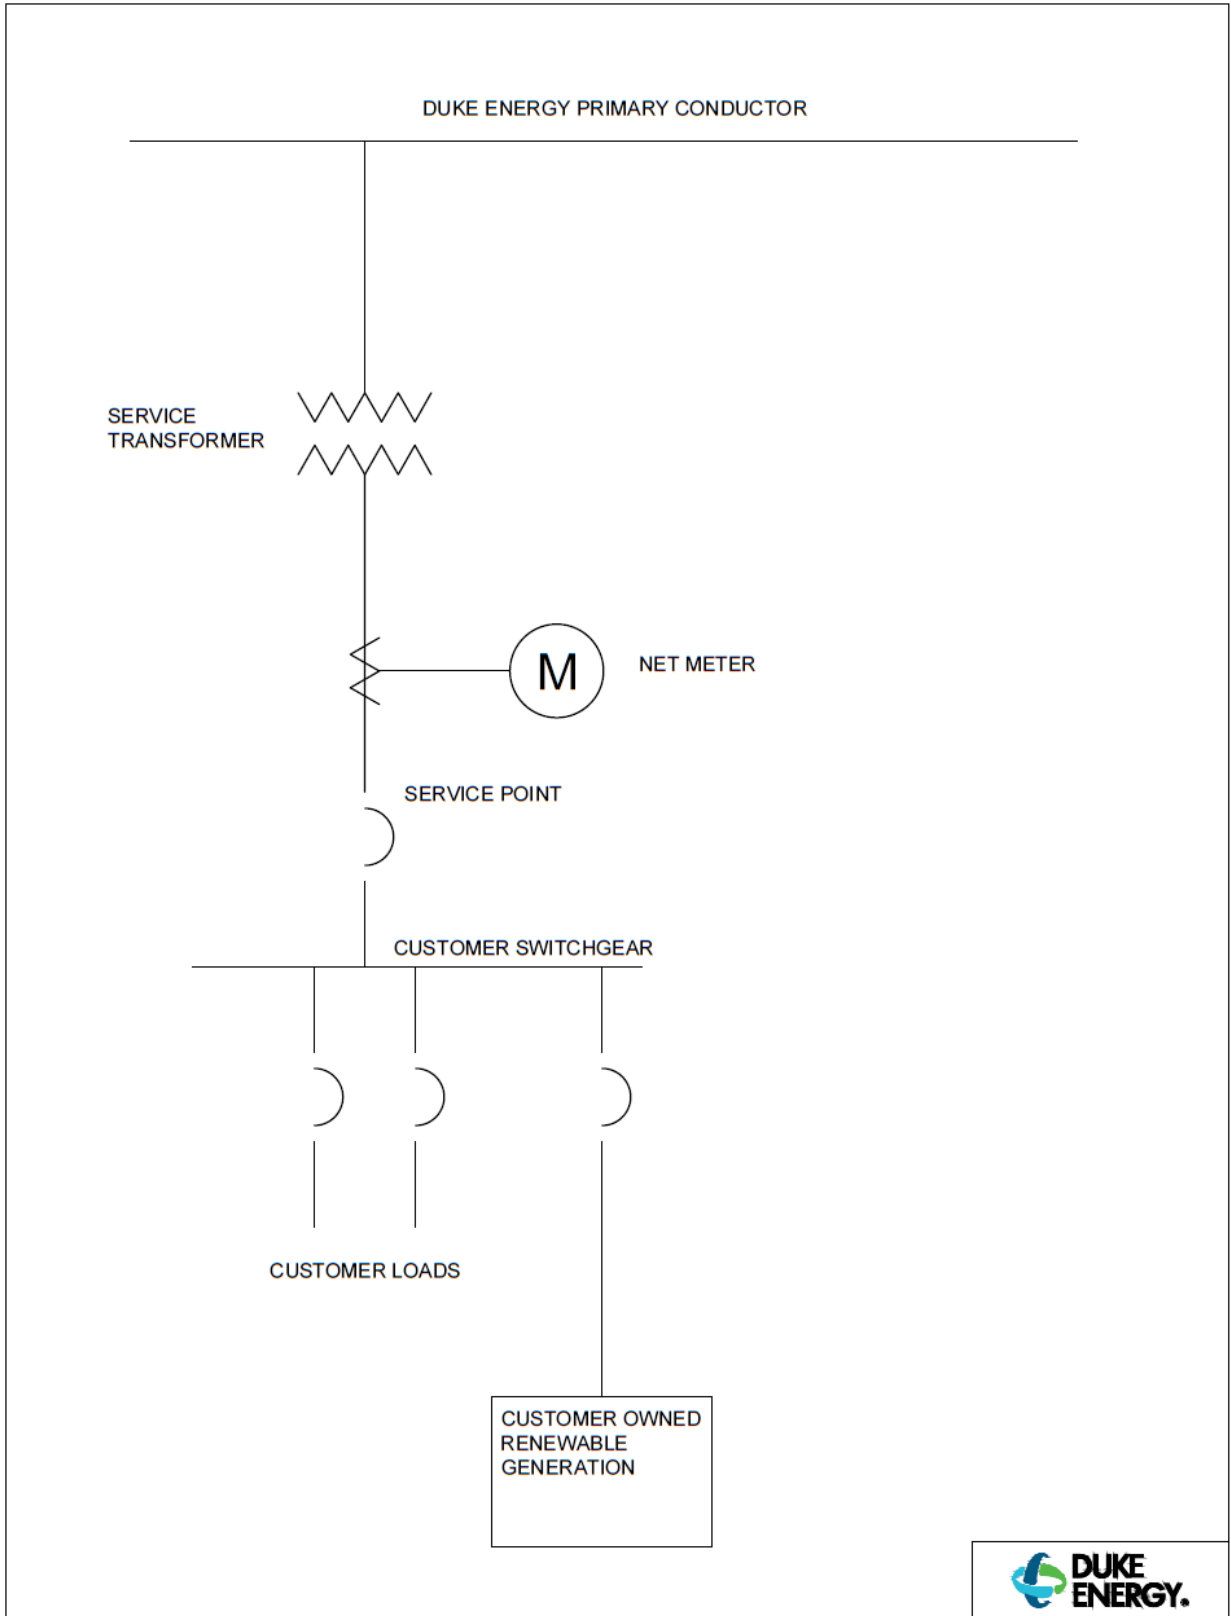 DUKE ENERGY PRIMARY CONDUCTOR
SERVICE
TRANSFORMER
M
NET METER
SERVICE POINT
CUSTOMER SWITCHGEAR
CUSTOMER LOADS
CUSTOMER OWNED
RENEWABLE
GENERATION
DUKE
ENERGY.